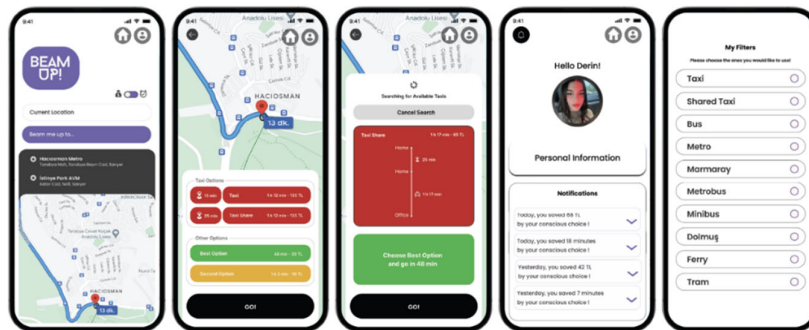 9:41
BEAM
UP!
Current Location
Beam me up to...
Hacıosman Metro
İstinye Park AVM
HACIOSMAN
9:41
Anadolu Lisesi
HACIOSMAN
13 dk.
Taxi Options
Taxi
Taxi Share
Other Options
Best Option
Second Option
GO!
9:41
Searching for Available Taxis
Cancel Search
Taxi Share
Home
25 min
Home
Office
Choose Best Option
and go in 48 min
GO!
9:41
Hello Derin!
Personal Information
Notifications
Today, you saved 68 TL
by your conscious choice !
Today, you saved 18 minutes
by your conscious choice !
Yesterday, you saved 42 TL
by your conscious choice !
Yesterday, you saved 7 minutes
by your conscious choice !
My Filters
Please choose the ones you would like to use!
Taxi
Shared Taxi
Bus
Metro
Marmaray
Metrobus
Minibus
Dolmuş
Ferry
Tram